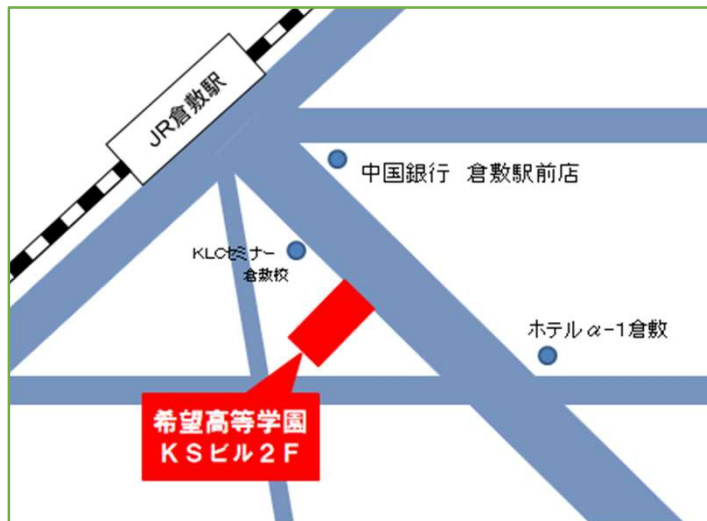 JR倉敷駅
中国銀行 倉敷駅前店
KLCセミナー
倉敷校
ホテルα-1倉敷
希望高等学園
KSビル2F